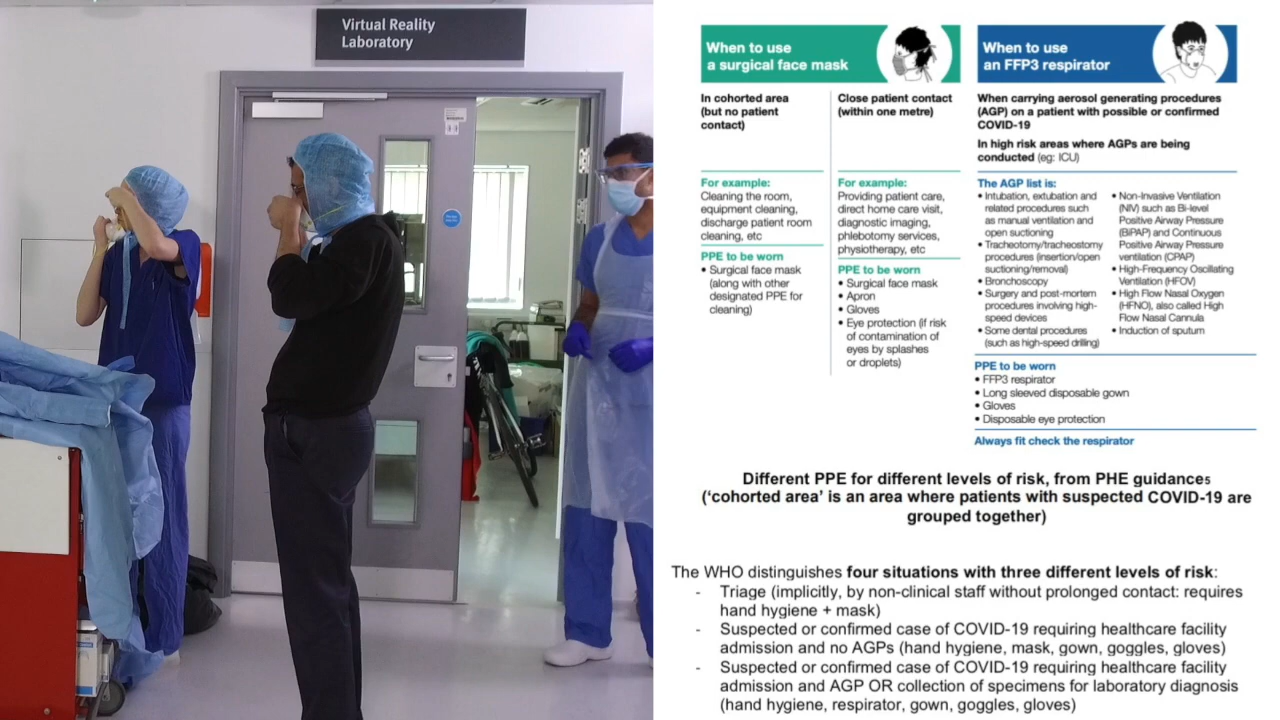 Virtual Reality
Laboratory
When to use
a surgical face mask
In cohorted area
(but no patient
contact)
For example:
Cleaning the room,
equipment cleaning,
discharge patient room
cleaning, etc
PPE to be worn
• Surgical face mask
(along with other
designated PPE for
cleaning)
Close patient contact
(within one metre)
For example:
Providing patient care,
direct home care visit,
diagnostic imaging,
phlebotomy services,
physiotherapy, etc
PPE to be worn
• Surgical face mask
• Apron
• Gloves
• Eye protection (if risk
of contamination of
eyes by splashes
or droplets)
When to use
an FFP3 respirator
When carrying aerosol generating procedures
(AGP) on a patient with possible or confirmed
COVID-19
In high risk areas where AGPs are being
conducted (eg: ICU)
The AGP list is:
• Intubation, extubation and
related procedures such
as manual ventilation and
open suctioning
• Tracheotomy/tracheostomy
procedures (insertion/open
suctioning/removal)
• Bronchoscopy
• Surgery and post-mortem
procedures involving high-
speed devices
• Some dental procedures
(such as high-speed drilling)
• Non-Invasive Ventilation
(NIV) such as Bi-level
Positive Airway Pressure
(BiPAP) and Continuous
Positive Airway Pressure
ventilation (CPAP)
• High-Frequency Oscillating
Ventilation (HFOV)
• High Flow Nasal Oxygen
(HFNO), also called High
Flow Nasal Cannula
• Induction of sputum
PPE to be worn
• FFP3 respirator
• Long sleeved disposable gown
• Gloves
• Disposable eye protection
Always fit check the respirator
Different PPE for different levels of risk, from PHE guidance5
(‘cohorted area’ is an area where patients with suspected COVID-19 are
grouped together)
The WHO distinguishes four situations with three different levels of risk:
- Triage (implicitly, by non-clinical staff without prolonged contact: requires
hand hygiene + mask)
- Suspected or confirmed case of COVID-19 requiring healthcare facility
admission and no AGPs (hand hygiene, mask, gown, goggles, gloves)
- Suspected or confirmed case of COVID-19 requiring healthcare facility
admission and AGP OR collection of specimens for laboratory diagnosis
(hand hygiene, respirator, gown, goggles, gloves)